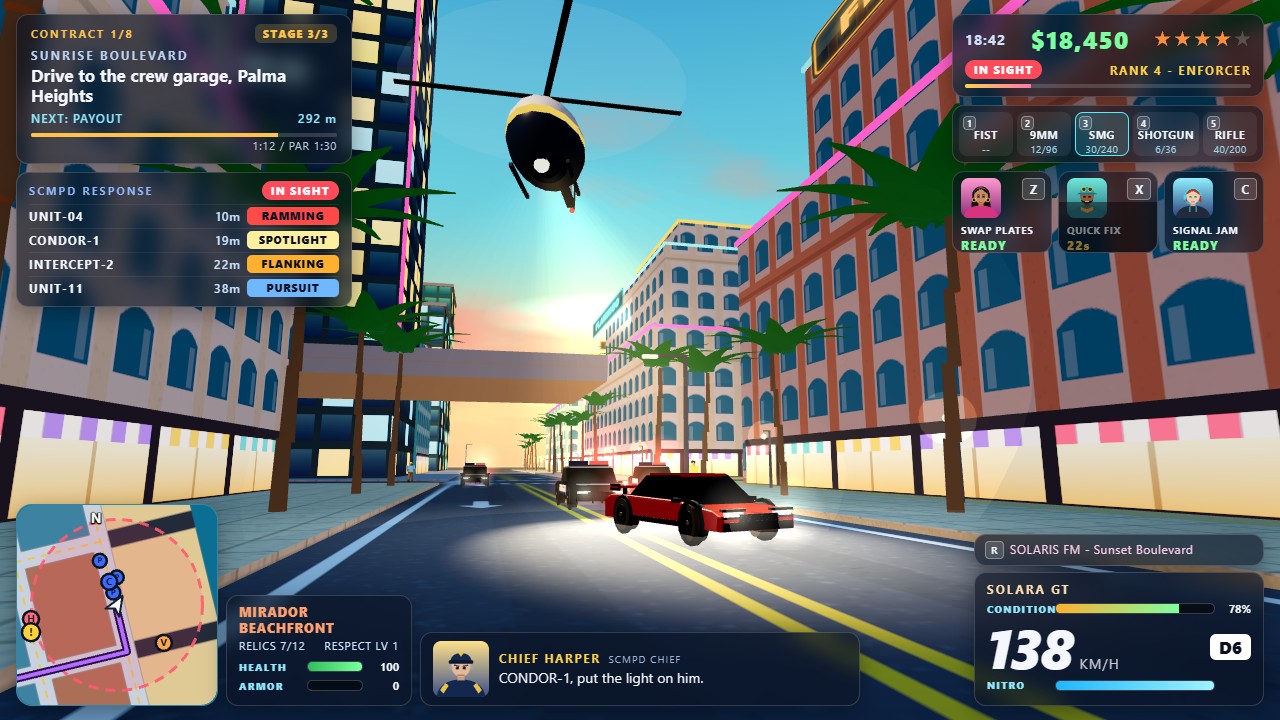 CONTRACT 1/8
STAGE 3/3
SUNRISE BOULEVARD
Drive to the crew garage, Palma
Heights
NEXT: PAYOUT 292 m
1:12 / PAR 1:30
SCMPD RESPONSE IN SIGHT
UNIT-04 10m RAMMING
CONDOR-1 19m SPOTLIGHT
INTERCEPT-2 22m FLANKING
UNIT-11 38m PURSUIT
18:42 $18,450
IN SIGHT RANK 4 - ENFORCER
1 FIST --
2 9MM 12/96
3 SMG 30/240
4 SHOTGUN 6/36
5 RIFLE 40/200
Z SWAP PLATES READY
X QUICK FIX 22s
C SIGNAL JAM READY
N
P
C
H
!
V
MIRADOR
BEACHFRONT
RELICS 7/12 RESPECT LV 1
HEALTH 100
ARMOR 0
CHIEF HARPER SCMPD CHIEF
CONDOR-1, put the light on him.
R SOLARIS FM - Sunset Boulevard
SOLARA GT
CONDITION 78%
138 KM/H D6
NITRO